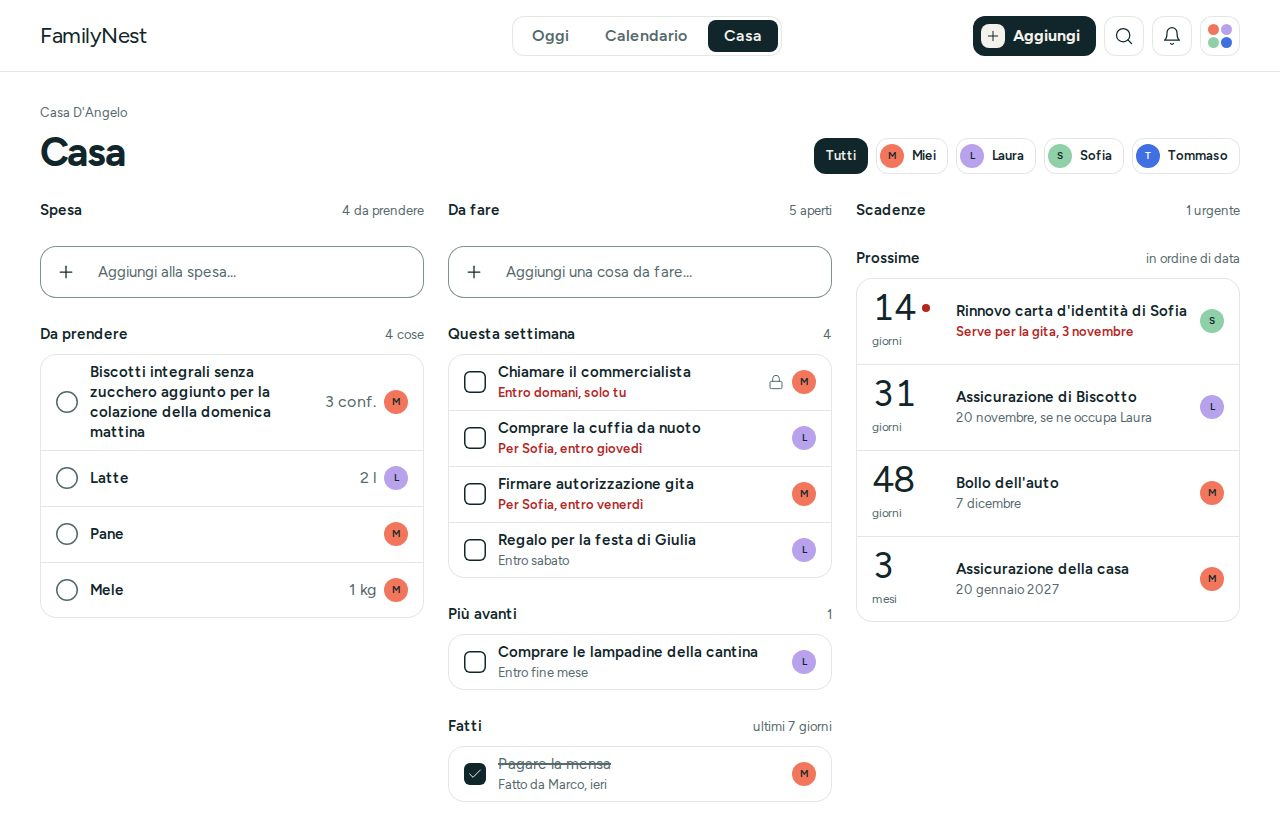 FamilyNest
Oggi
Calendario
Casa
Aggiungi
Casa D'Angelo
Casa
Tutti
M Miei
L Laura
S Sofia
T Tommaso
Spesa
4 da prendere
Aggiungi alla spesa...
Da prendere
4 cose
Biscotti integrali senza
zucchero aggiunto per la
colazione della domenica
mattina
3 conf. M
Latte
2 l L
Pane
M
Mele
1 kg M
Da fare
5 aperti
Aggiungi una cosa da fare...
Questa settimana
4
Chiamare il commercialista
Entro domani, solo tu
M
Comprare la cuffia da nuoto
Per Sofia, entro giovedì
L
Firmare autorizzazione gita
Per Sofia, entro venerdì
M
Regalo per la festa di Giulia
Entro sabato
L
Più avanti
1
Comprare le lampadine della cantina
Entro fine mese
L
Fatti
ultimi 7 giorni
Pagare la mensa
Fatto da Marco, ieri
M
Scadenze
1 urgente
Prossime
in ordine di data
14
giorni
Rinnovo carta d'identità di Sofia
Serve per la gita, 3 novembre
S
31
giorni
Assicurazione di Biscotto
20 novembre, se ne occupa Laura
L
48
giorni
Bollo dell'auto
7 dicembre
M
3
mesi
Assicurazione della casa
20 gennaio 2027
M